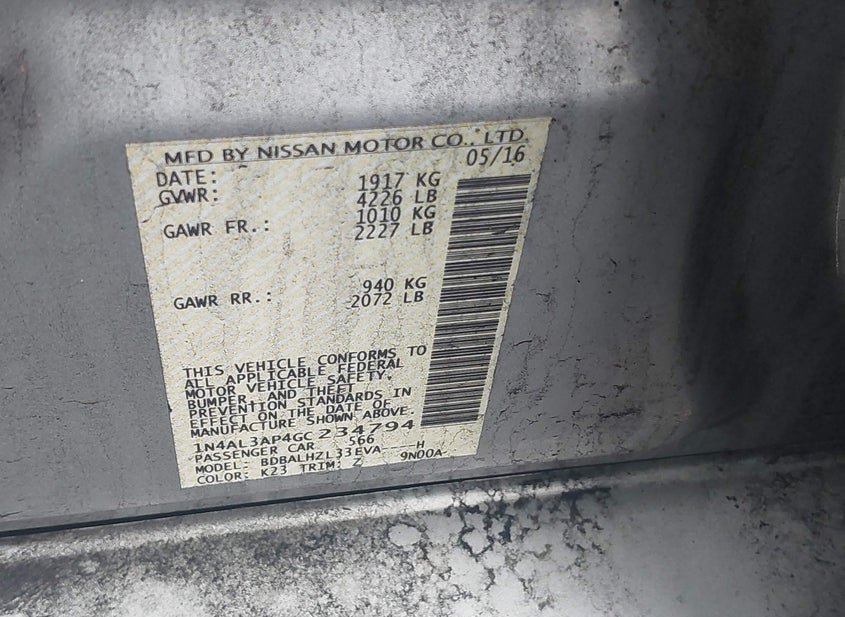 MFD BY NISSAN MOTOR CO., LTD.
DATE: 05/16
GVWR: 1917 KG
4226 LB
GAWR FR.: 1010 KG
2227 LB
GAWR RR.: 940 KG
2072 LB
THIS VEHICLE CONFORMS TO
ALL APPLICABLE FEDERAL
MOTOR VEHICLE SAFETY,
BUMPER, AND THEFT
PREVENTION STANDARDS IN
EFFECT ON THE DATE OF
MANUFACTURE SHOWN ABOVE.
1N4AL3AP4GC234794
PASSENGER CAR 566
MODEL: BDBALHZL33EVA----H
COLOR: K23 TRIM: Z 9N00A